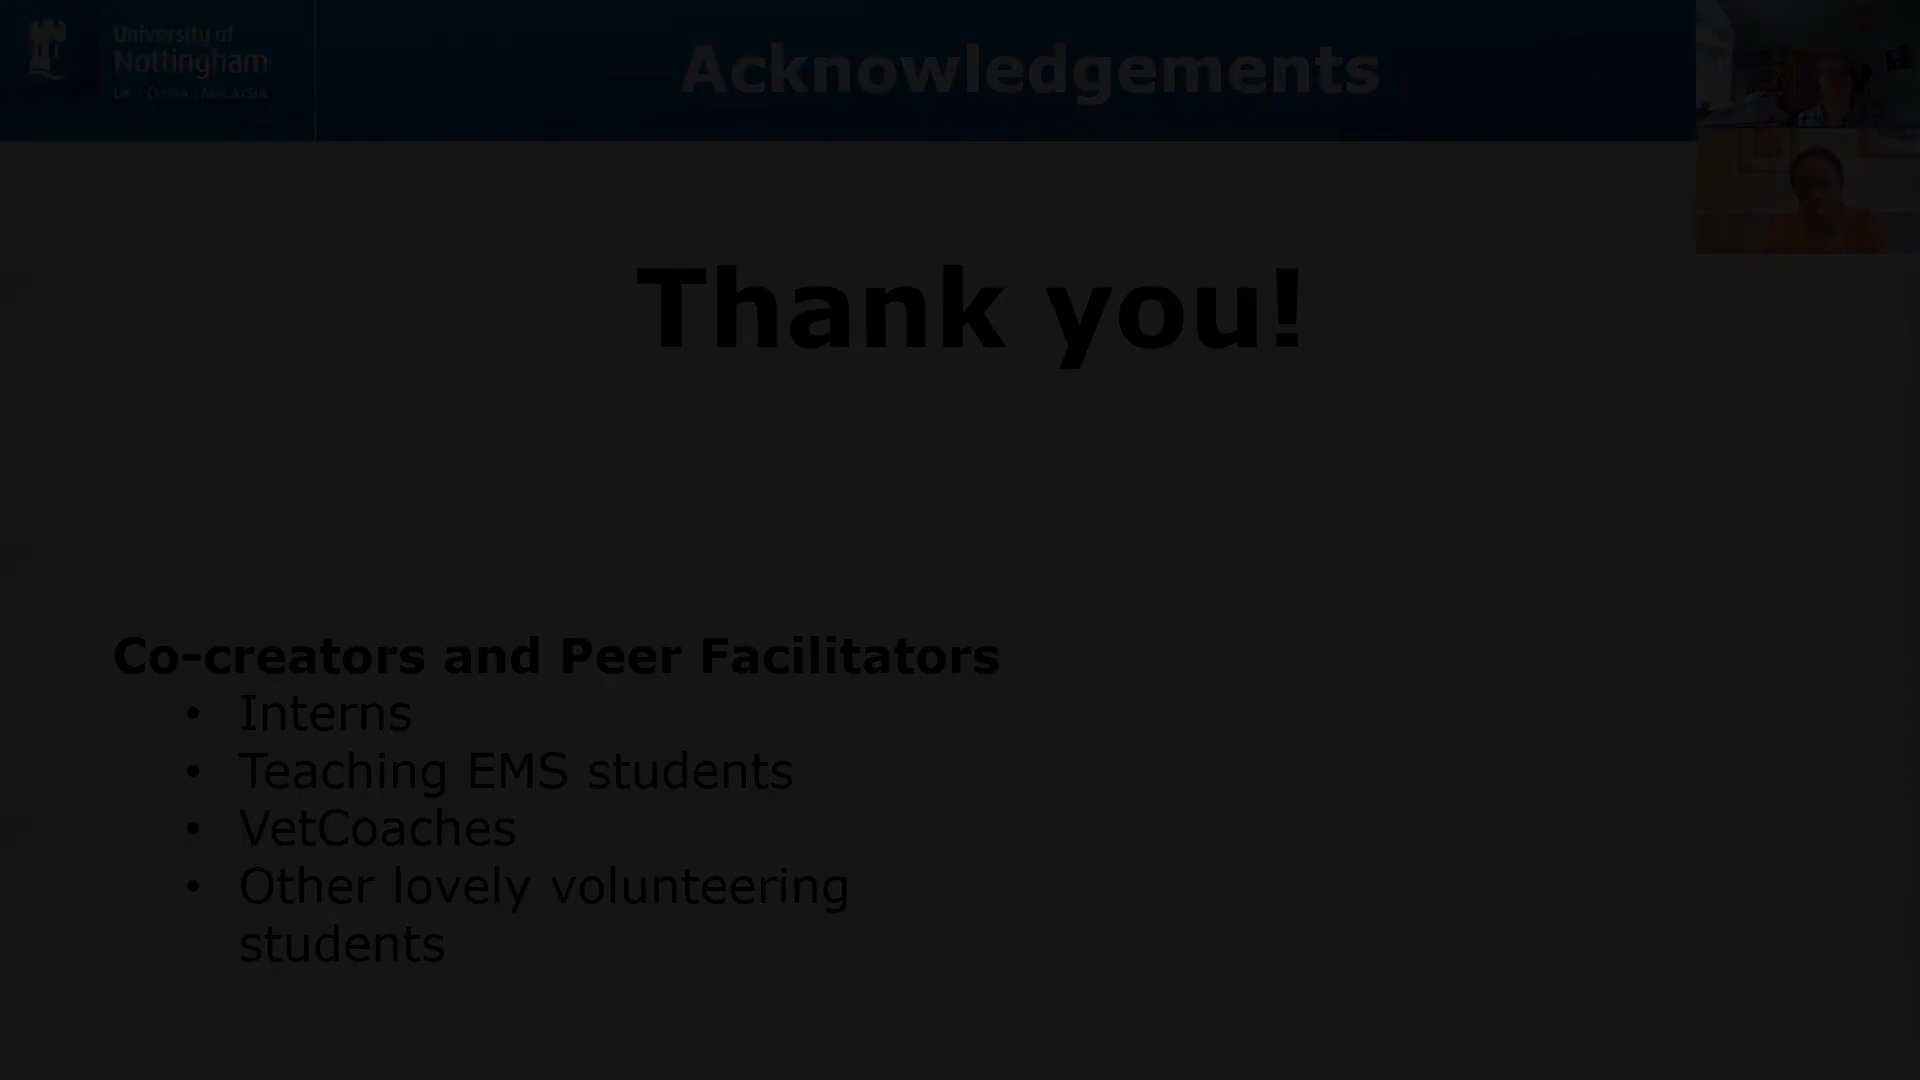 University of
Nottingham
UK | CHINA | MALAYSIA
Acknowledgements
Thank you!
Co-creators and Peer Facilitators
• Interns
• Teaching EMS students
• VetCoaches
• Other lovely volunteering
students